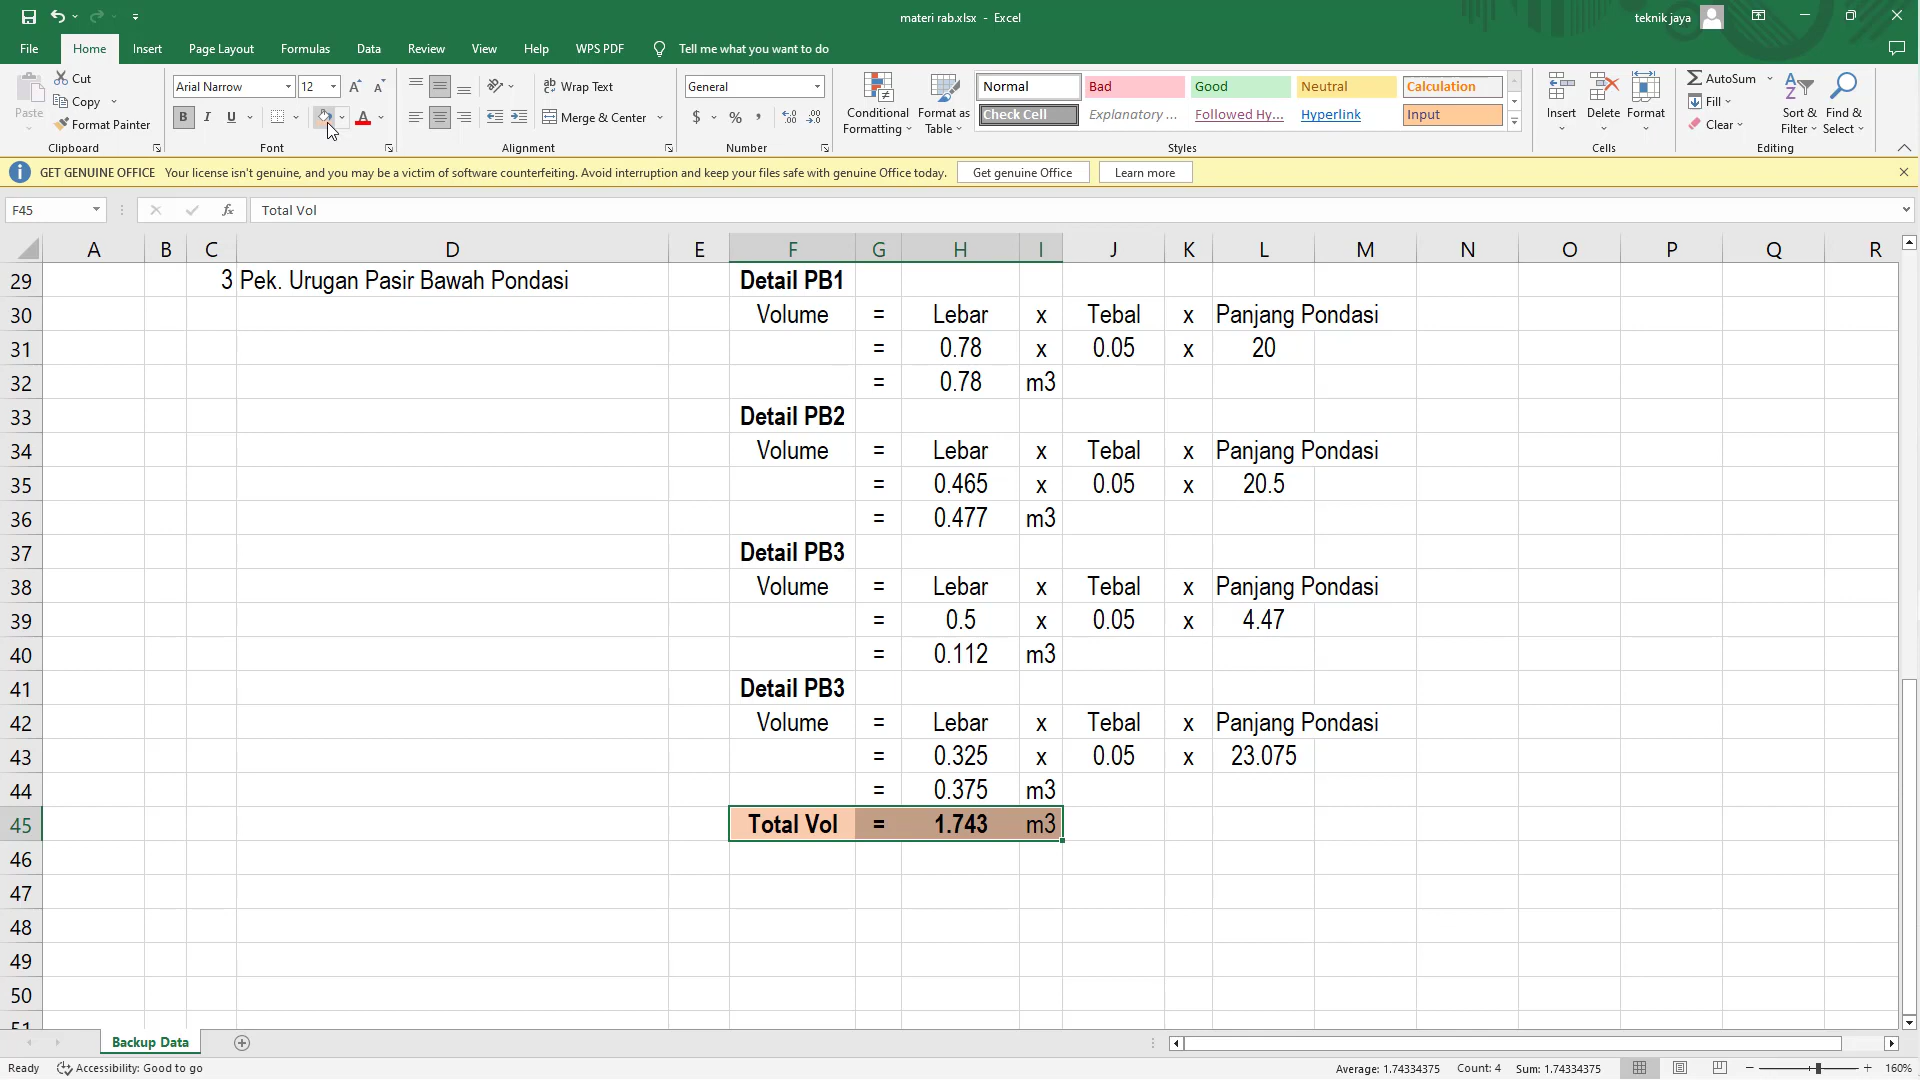 materi rab.xlsx - Excel
teknik jaya
File Home Insert Page Layout Formulas Data Review View Help WPS PDF Tell me what you want to do
Paste
Cut
Copy
Format Painter
Clipboard
Arial Narrow 12
B I U
Font
Wrap Text
Merge & Center
Alignment
General
$ % ,
Number
Conditional Formatting
Format as Table
Normal Bad Good Neutral Calculation
Check Cell Explanatory ... Followed Hy... Hyperlink Input
Styles
Insert Delete Format
Cells
AutoSum
Fill
Clear
Sort & Filter
Find & Select
Editing
GET GENUINE OFFICE Your license isn't genuine, and you may be a victim of software counterfeiting. Avoid interruption and keep your files safe with genuine Office today. Get genuine Office Learn more
F45 fx Total Vol
A B C D E F G H I J K L M N O P Q R
29 3 Pek. Urugan Pasir Bawah Pondasi Detail PB1
30 Volume = Lebar x Tebal x Panjang Pondasi
31 = 0.78 x 0.05 x 20
32 = 0.78 m3
33 Detail PB2
34 Volume = Lebar x Tebal x Panjang Pondasi
35 = 0.465 x 0.05 x 20.5
36 = 0.477 m3
37 Detail PB3
38 Volume = Lebar x Tebal x Panjang Pondasi
39 = 0.5 x 0.05 x 4.47
40 = 0.112 m3
41 Detail PB3
42 Volume = Lebar x Tebal x Panjang Pondasi
43 = 0.325 x 0.05 x 23.075
44 = 0.375 m3
45 Total Vol = 1.743 m3
46
47
48
49
50
51
Backup Data
Ready Accessibility: Good to go Average: 1.74334375 Count: 4 Sum: 1.74334375 160%